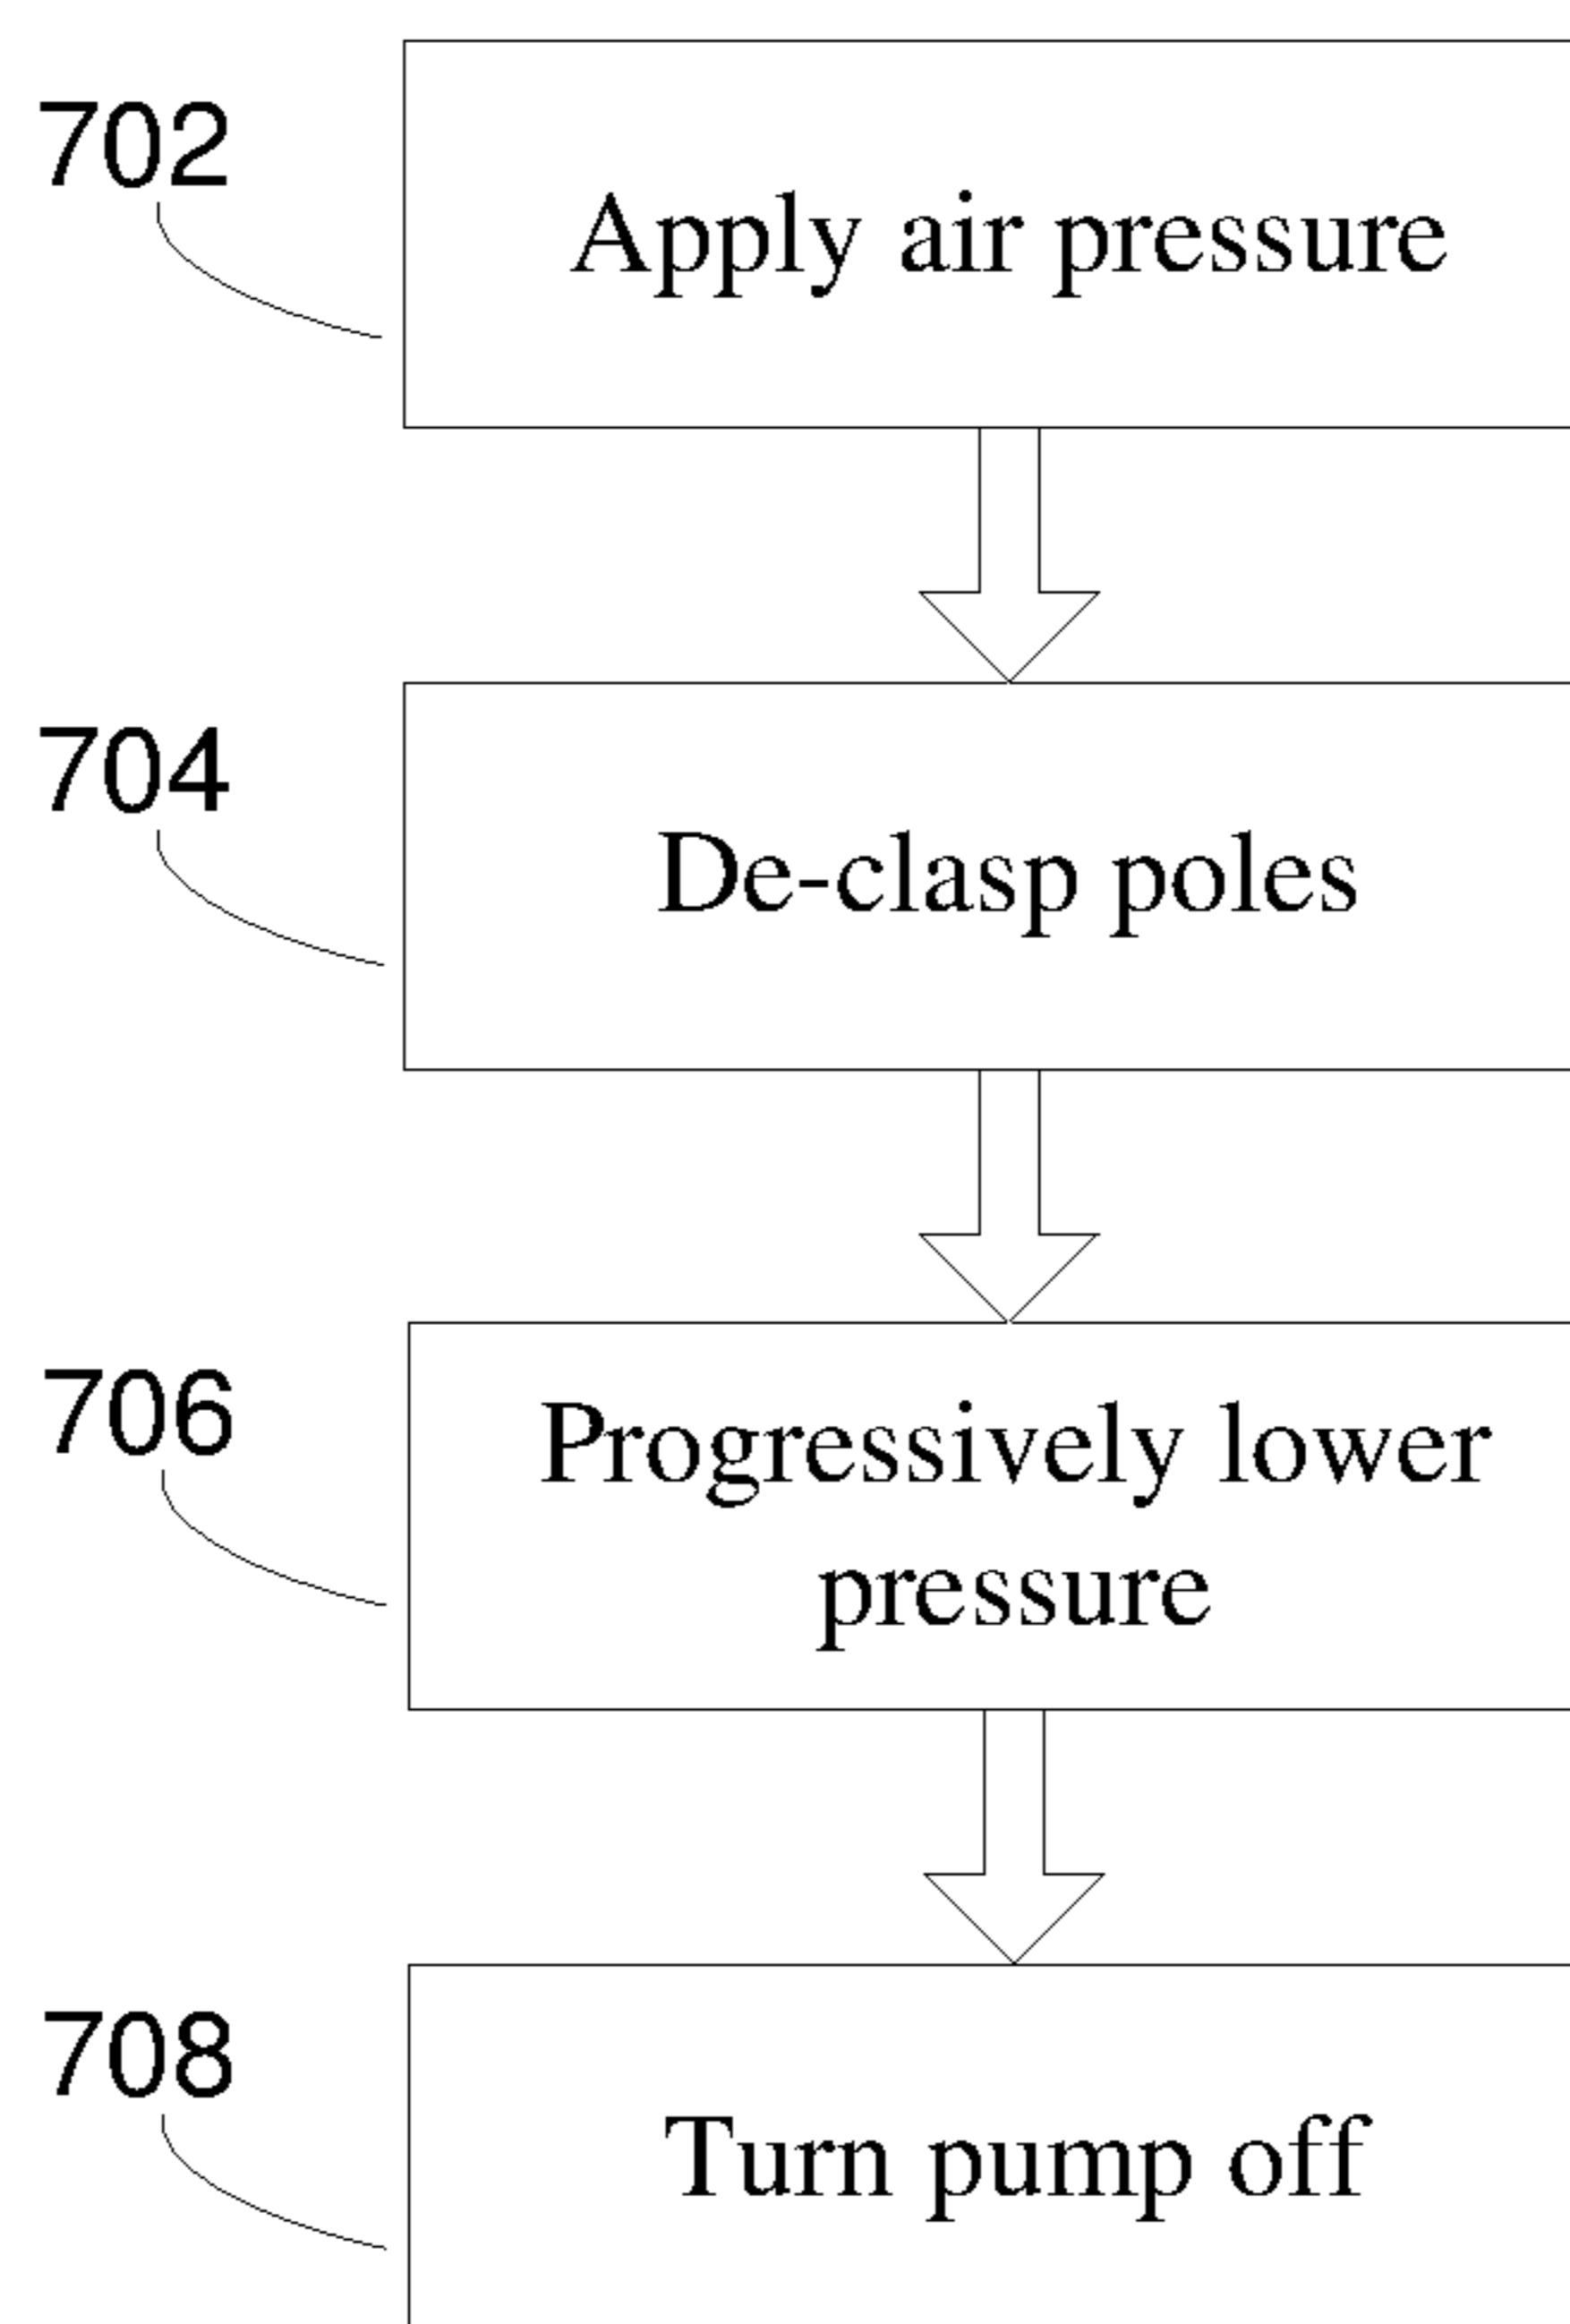 702
Apply air pressure
704
De-clasp poles
706
Progressively lower
pressure
708
Turn pump off